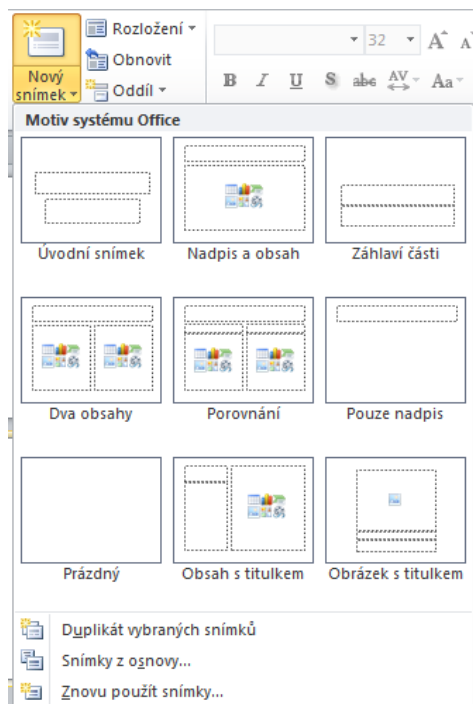 Rozložení
Obnovit
Nový snímek
Oddíl
32
A A
B I U S abc AV Aa
Motiv systému Office
Úvodní snímek
Nadpis a obsah
Záhlaví části
Dva obsahy
Porovnání
Pouze nadpis
Prázdný
Obsah s titulkem
Obrázek s titulkem
Duplikát vybraných snímků
Snímky z osnovy...
Znovu použít snímky...